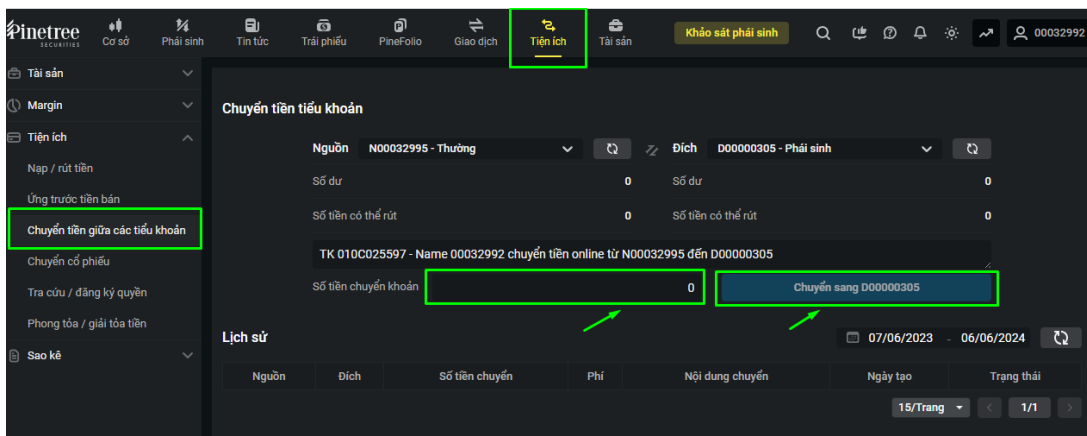 Pinetree
SECURITIES
Cơ sở
Phái sinh
Tin tức
Trái phiếu
PineFolio
Giao dịch
Tiện ích
Tài sản
Khảo sát phái sinh
00032992
Tài sản
Margin
Tiện ích
Nạp / rút tiền
Ứng trước tiền bán
Chuyển tiền giữa các tiểu khoản
Chuyển cổ phiếu
Tra cứu / đăng ký quyền
Phong tỏa / giải tỏa tiền
Sao kê
Chuyển tiền tiểu khoản
Nguồn N00032995 - Thường Đích D00000305 - Phái sinh
Số dư 0 Số dư 0
Số tiền có thể rút 0 Số tiền có thể rút 0
TK 010C025597 - Name 00032992 chuyển tiền online từ N00032995 đến D00000305
Số tiền chuyển khoản 0 Chuyển sang D00000305
Lịch sử 07/06/2023 - 06/06/2024
Nguồn Đích Số tiền chuyển Phí Nội dung chuyển Ngày tạo Trạng thái
15/Trang < 1/1 >